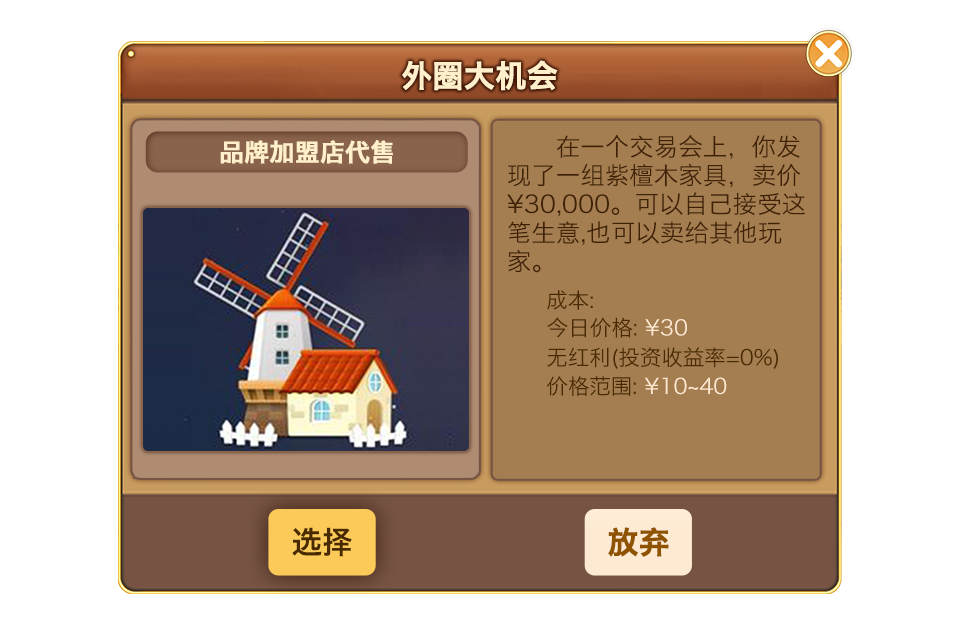 外圈大机会
品牌加盟店代售
在一个交易会上，你发
现了一组紫檀木家具，卖价
¥30,000。可以自己接受这
笔生意,也可以卖给其他玩
家。
成本:
今日价格: ¥30
无红利(投资收益率=0%)
价格范围: ¥10~40
选择
放弃